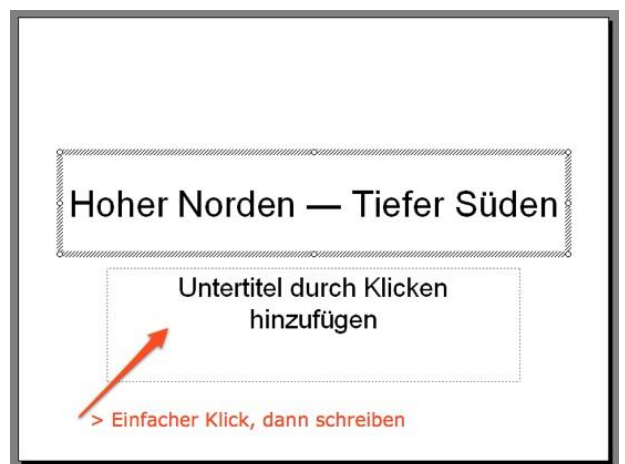 Hoher Norden — Tiefer Süden
Untertitel durch Klicken
hinzufügen
> Einfacher Klick, dann schreiben